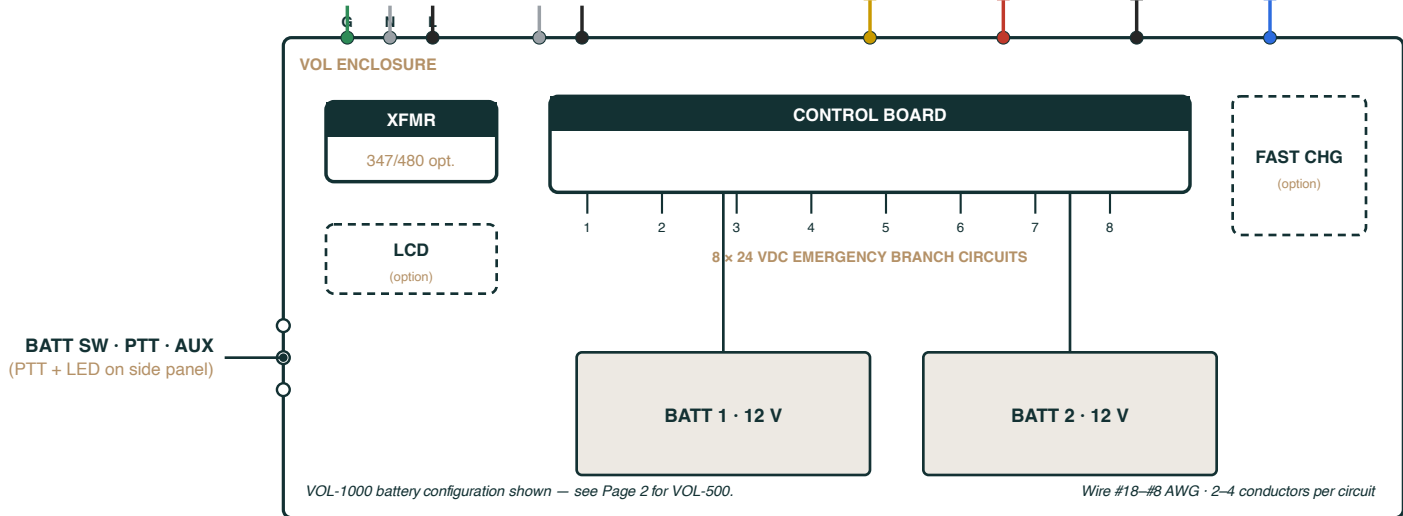 G N L
VOL ENCLOSURE
XFMR
347/480 opt.
CONTROL BOARD
FAST CHG
(option)
1 2 3 4 5 6 7 8
8 × 24 VDC EMERGENCY BRANCH CIRCUITS
LCD
(option)
BATT SW · PTT · AUX
(PTT + LED on side panel)
BATT 1 · 12 V
BATT 2 · 12 V
VOL-1000 battery configuration shown — see Page 2 for VOL-500.
Wire #18–#8 AWG · 2–4 conductors per circuit